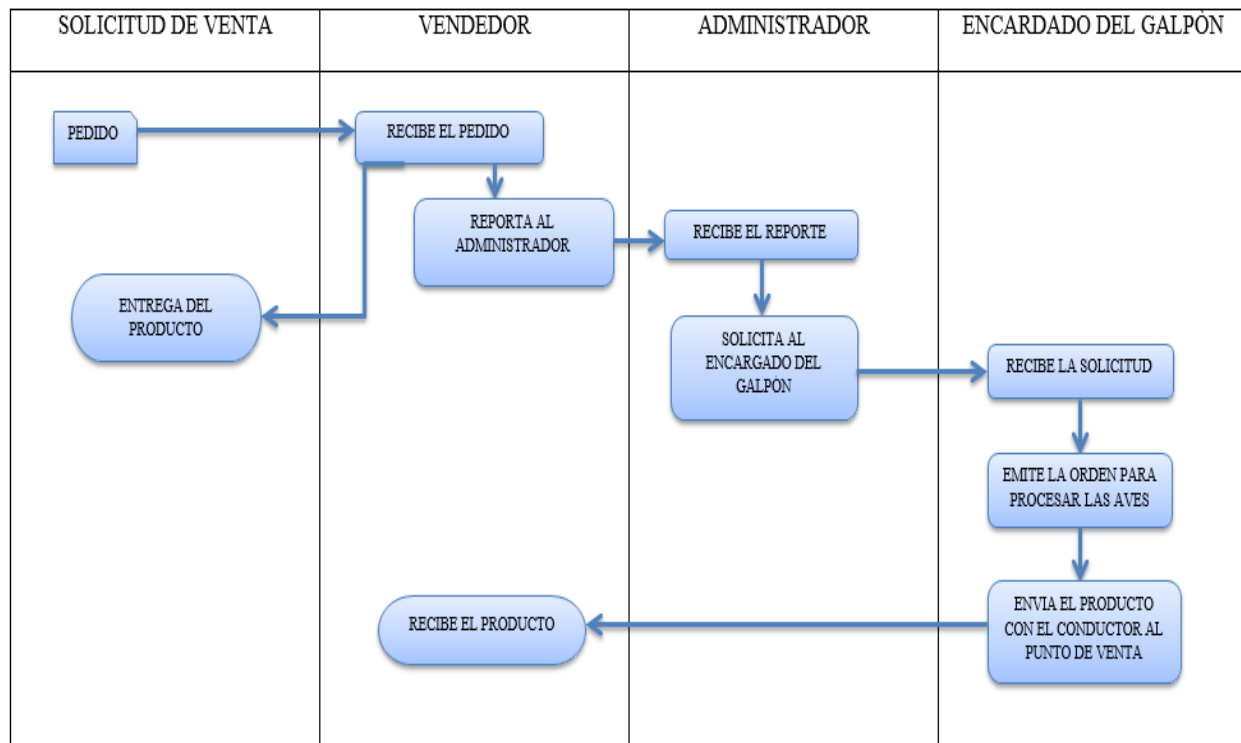 SOLICITUD DE VENTA
VENDEDOR
ADMINISTRADOR
ENCARDADO DEL GALPÒN
PEDIDO
RECIBE EL PEDIDO
REPORTA AL
ADMINISTRADOR
RECIBE EL REPORTE
ENTREGA DEL
PRODUCTO
SOLICITA AL
ENCARGADO DEL
GALPÒN
RECIBE LA SOLICITUD
EMITE LA ORDEN PARA
PROCESAR LAS AVES
ENVIA EL PRODUCTO
CON EL CONDUCTOR AL
PUNTO DE VENTA
RECIBE EL PRODUCTO